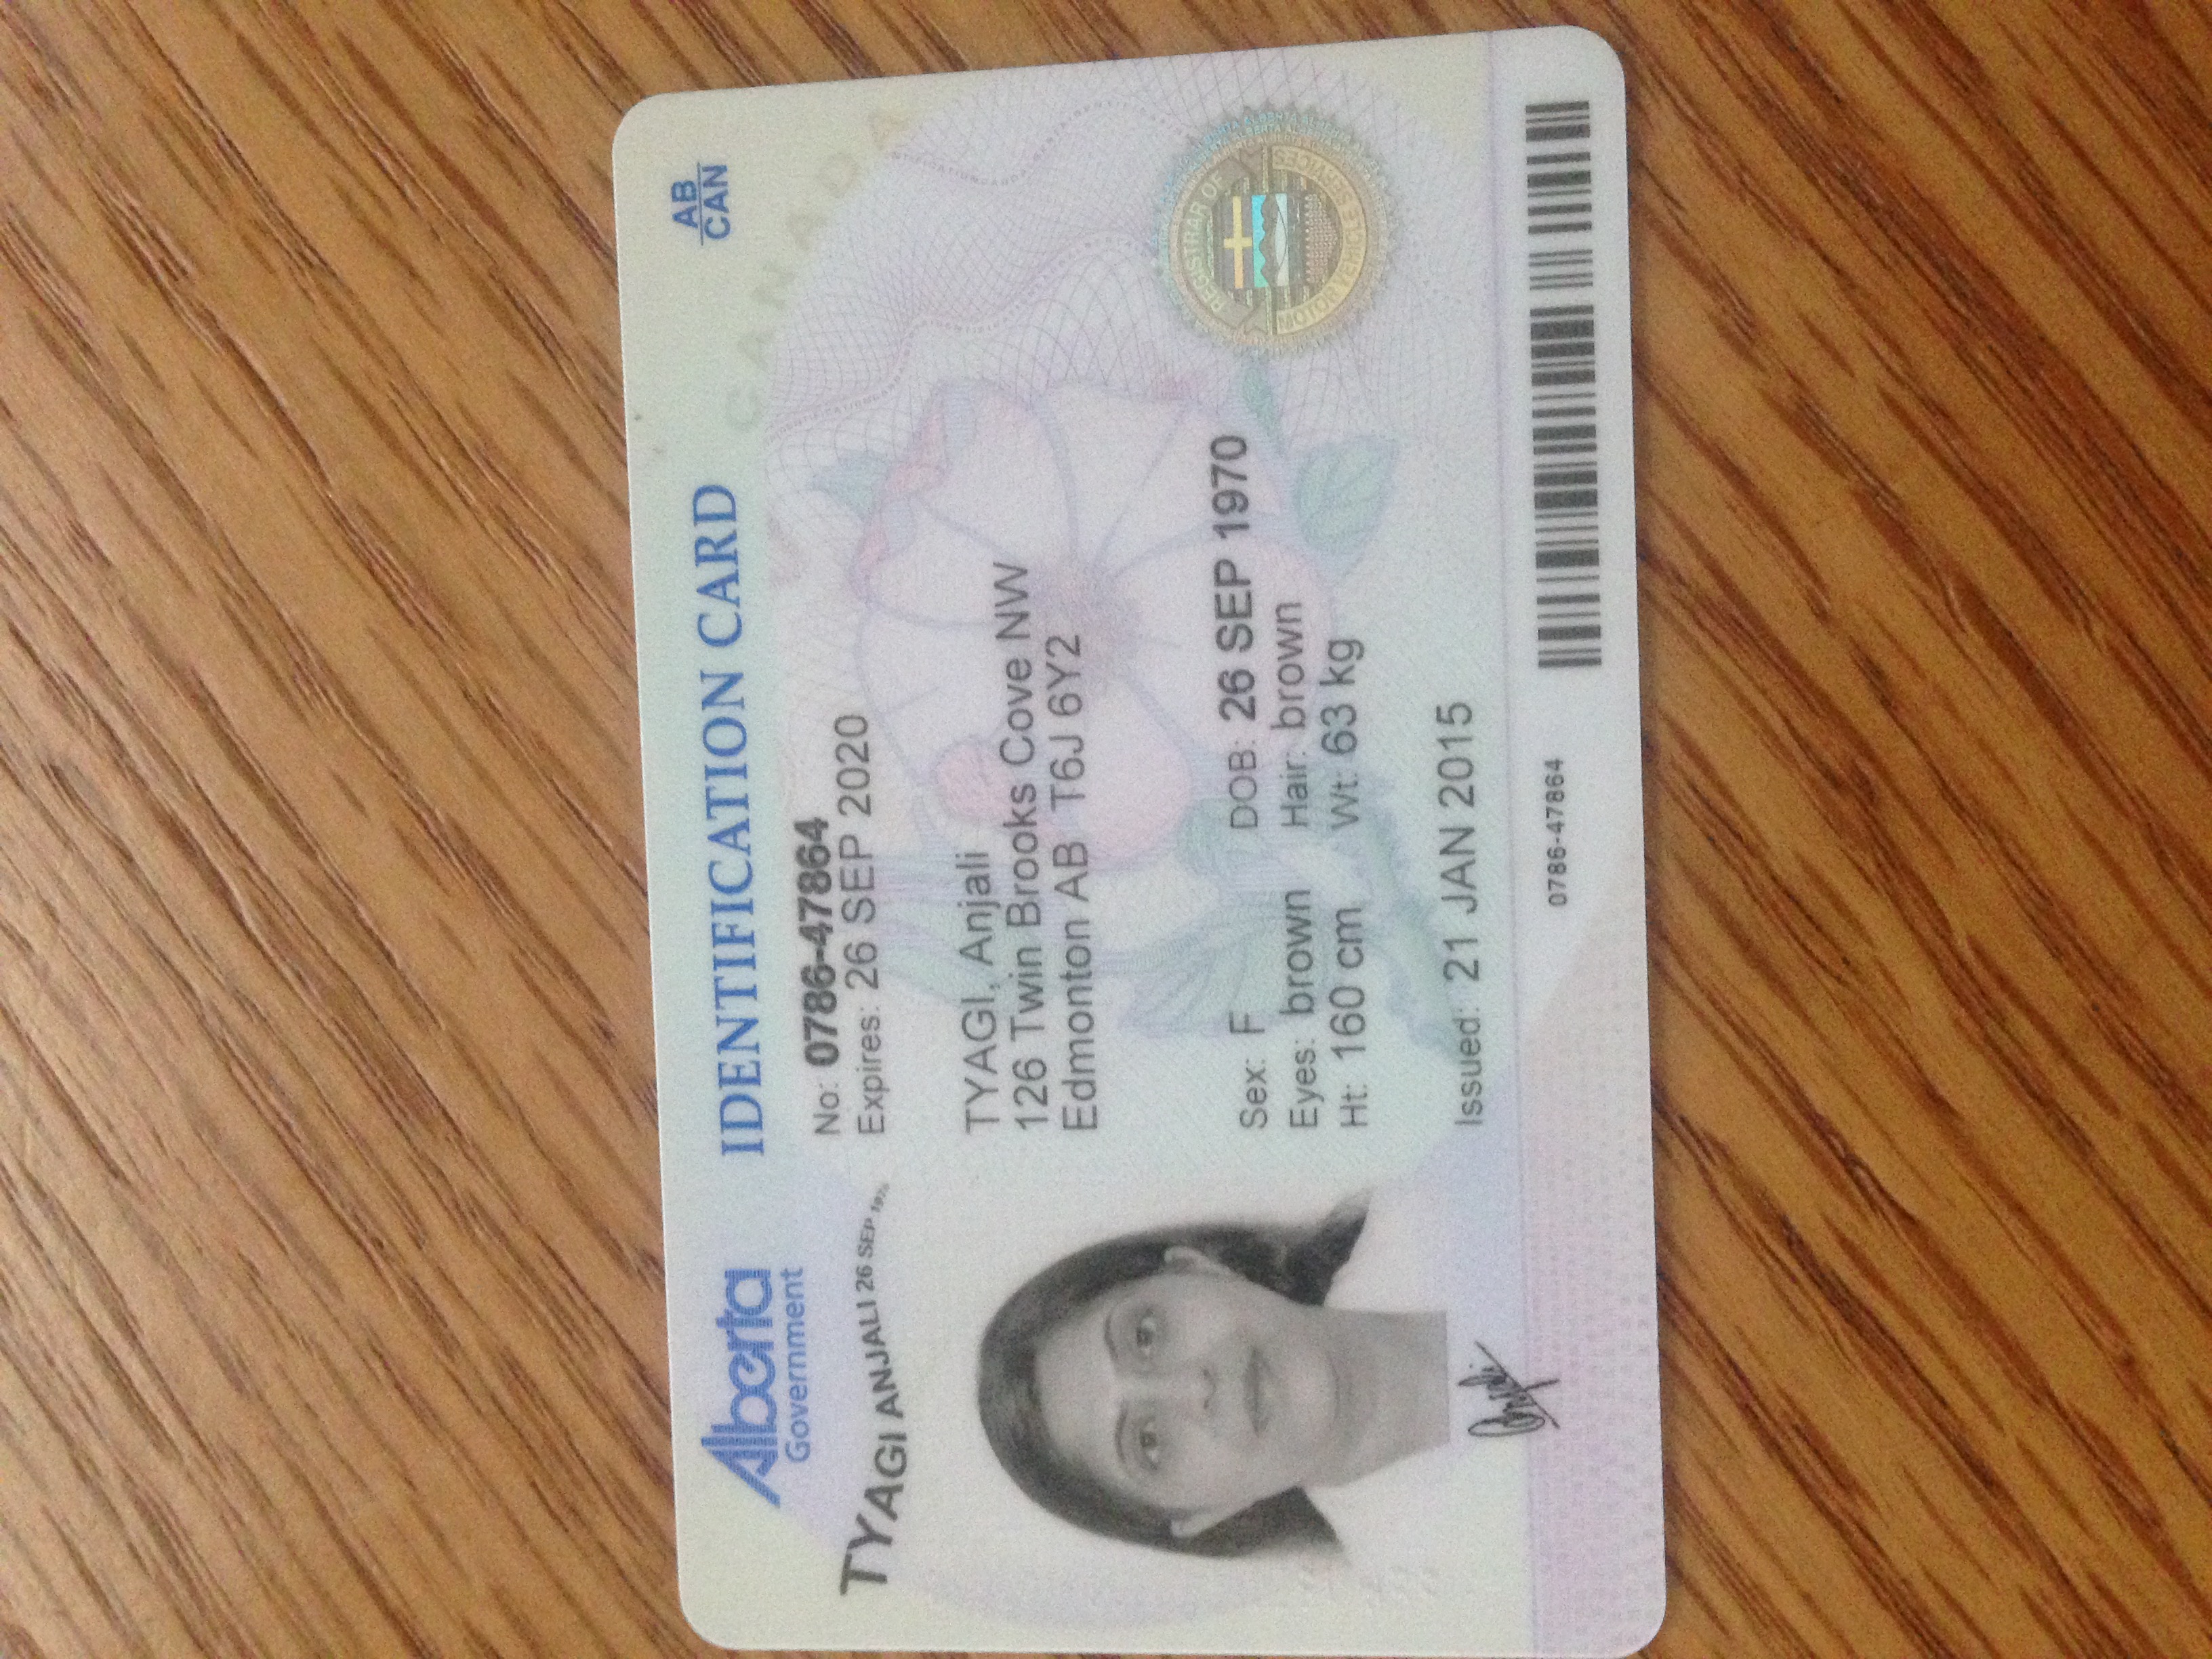 Alberta
Government
IDENTIFICATION CARD
AB
CAN
CANADA
No: 0786-47864
Expires: 26 SEP 2020
TYAGI ANJALI 26 SEP 1970
TYAGI, Anjali
126 Twin Brooks Cove NW
Edmonton AB T6J 6Y2
Sex: F DOB: 26 SEP 1970
Eyes: brown Hair: brown
Ht: 160 cm Wt: 63 kg
REGISTRAR OF
MOTOR VEHICLE SERVICES
Issued: 21 JAN 2015
Anjali
0786-47864